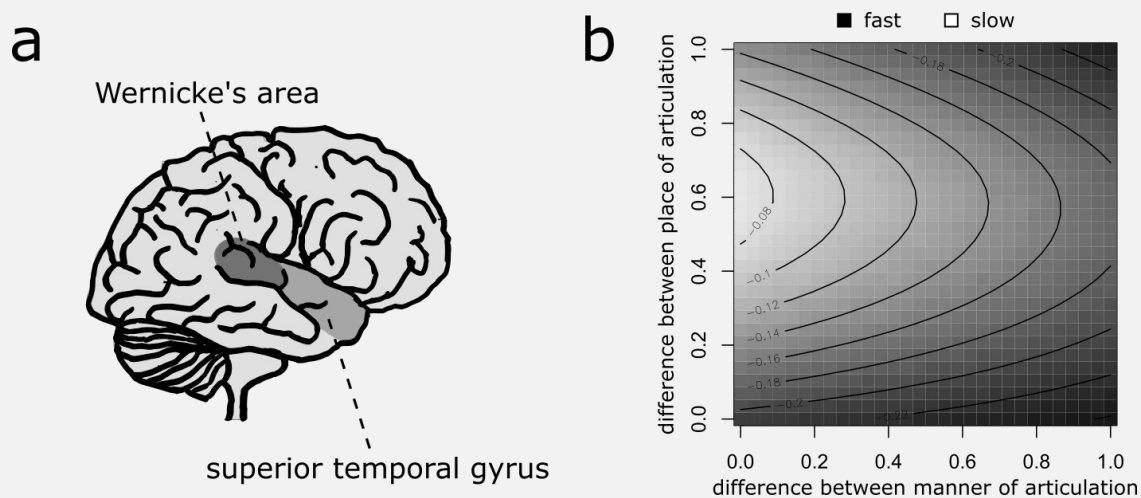 a
Wernicke's area
superior temporal gyrus
b
fast slow
difference between place of articulation
1.0
0.8
0.6
0.4
0.2
0.0
-0.18
-0.2
-0.08
-0.1
-0.12
-0.14
-0.16
-0.18
-0.2
-0.22
0.0 0.2 0.4 0.6 0.8 1.0
difference between manner of articulation